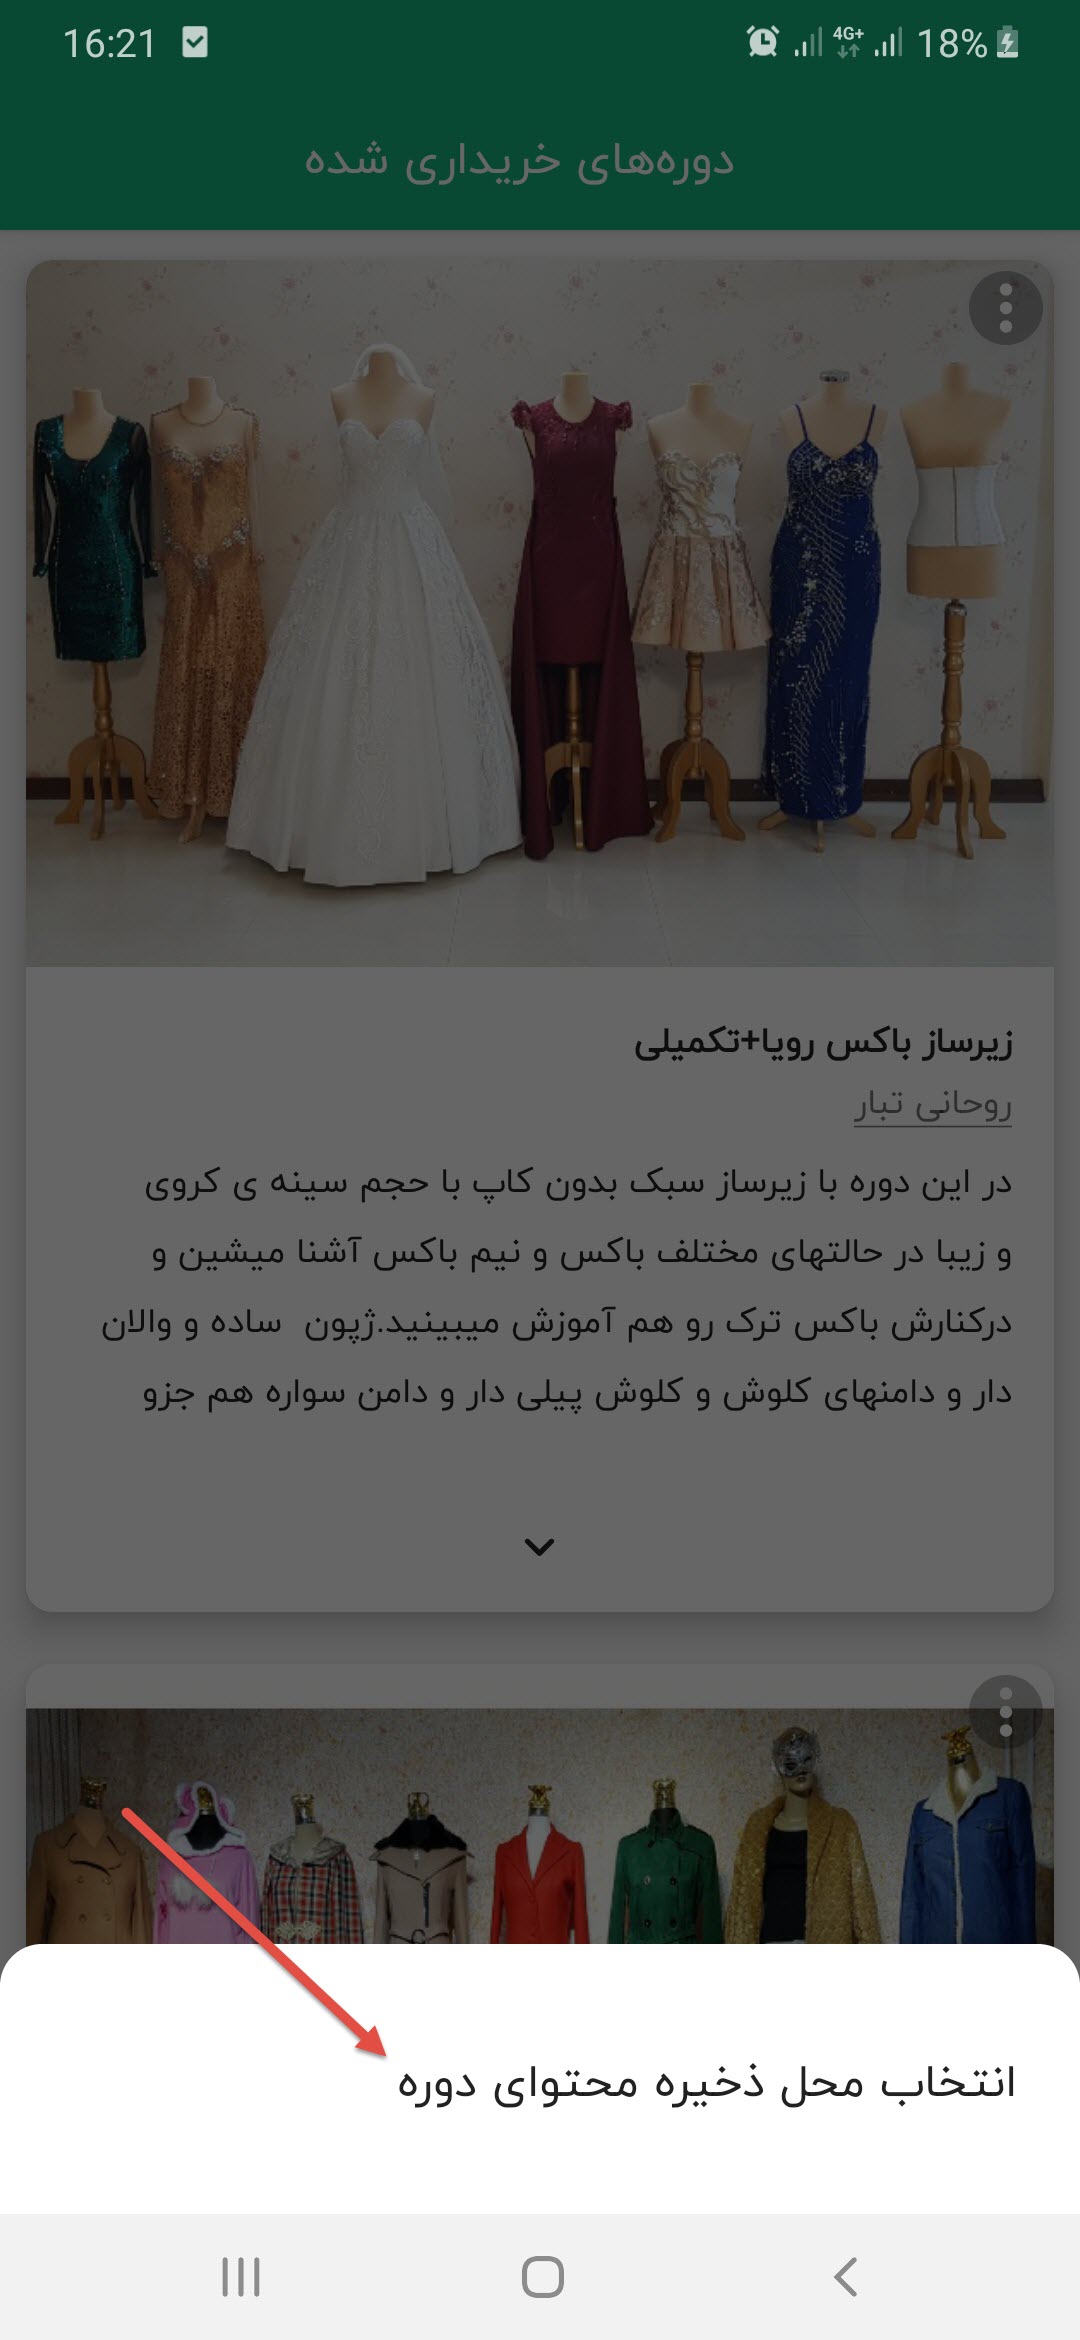 16:21 4G+ 18%
دوره‌های خریداری شده
زیرساز باکس رویا+تکمیلی
روحانی تبار
در این دوره با زیرساز سبک بدون کاپ با حجم سینه ی کروی
و زیبا در حالتهای مختلف باکس و نیم باکس آشنا میشین و
درکنارش باکس ترک رو هم آموزش میبینید.ژپون ساده و والان
دار و دامنهای کلوش و کلوش پیلی دار و دامن سواره هم جزو
انتخاب محل ذخیره محتوای دوره